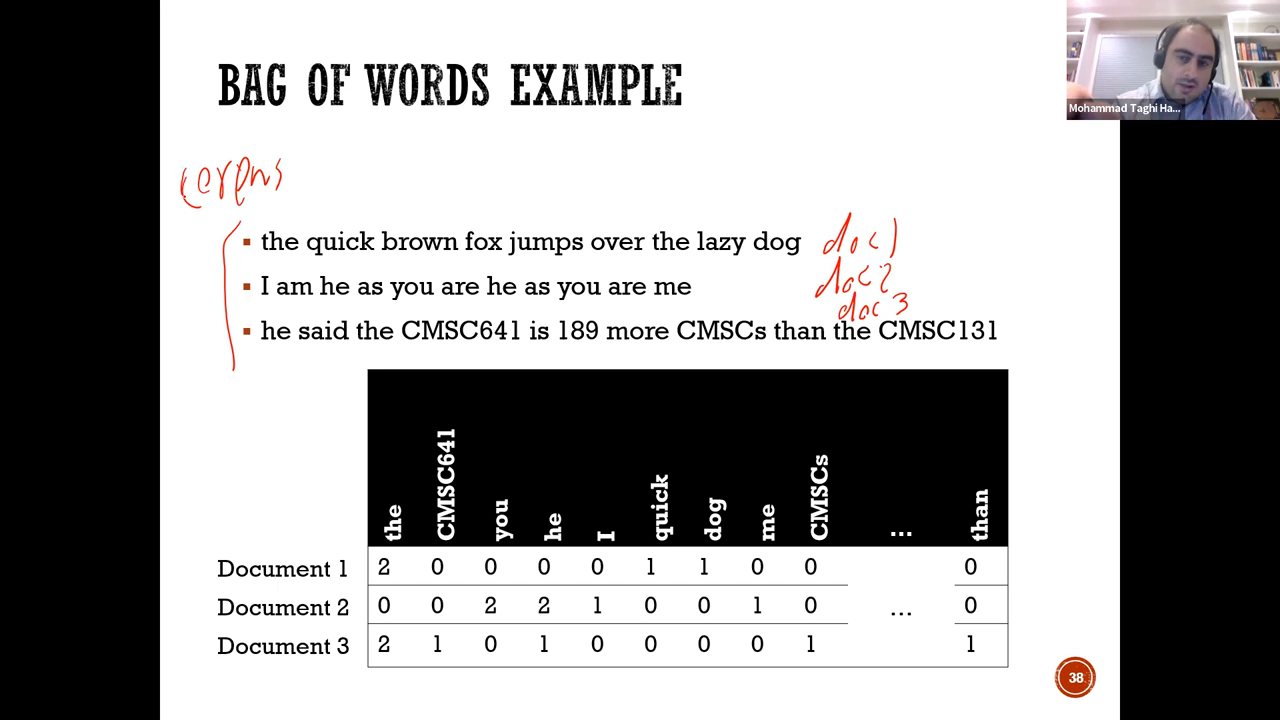 BAG OF WORDS EXAMPLE
Mohammad Taghi Ha...
corpus
the quick brown fox jumps over the lazy dog doc 1
I am he as you are he as you are me doc 2
doc 3
he said the CMSC641 is 189 more CMSCs than the CMSC131
the CMSC641 you he I quick dog me CMSCs ... than
Document 1 2 0 0 0 0 1 1 0 0 0
Document 2 0 0 2 2 1 0 0 1 0 ... 0
Document 3 2 1 0 1 0 0 0 0 1 1
38